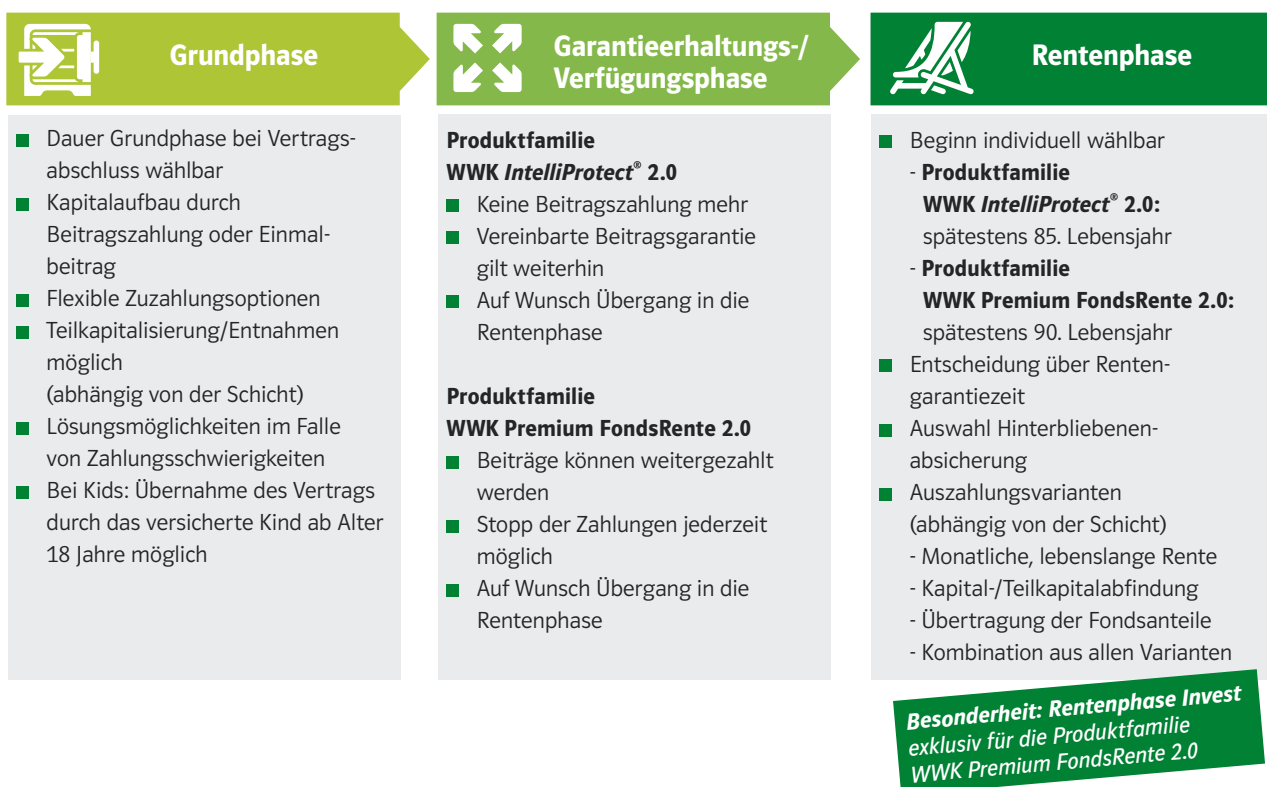 Grundphase
Dauer Grundphase bei Vertrags-
abschluss wählbar
Kapitalaufbau durch
Beitragszahlung oder Einmal-
beitrag
Flexible Zuzahlungsoptionen
Teilkapitalisierung/Entnahmen
möglich
(abhängig von der Schicht)
Lösungsmöglichkeiten im Falle
von Zahlungsschwierigkeiten
Bei Kids: Übernahme des Vertrags
durch das versicherte Kind ab Alter
18 Jahre möglich
Garantieerhaltungs-/
Verfügungsphase
Produktfamilie
WWK IntelliProtect® 2.0
Keine Beitragszahlung mehr
Vereinbarte Beitragsgarantie
gilt weiterhin
Auf Wunsch Übergang in die
Rentenphase
Produktfamilie
WWK Premium FondsRente 2.0
Beiträge können weitergezahlt
werden
Stopp der Zahlungen jederzeit
möglich
Auf Wunsch Übergang in die
Rentenphase
Rentenphase
Beginn individuell wählbar
- Produktfamilie
WWK IntelliProtect® 2.0:
spätestens 85. Lebensjahr
- Produktfamilie
WWK Premium FondsRente 2.0:
spätestens 90. Lebensjahr
Entscheidung über Renten-
garantiezeit
Auswahl Hinterbliebenen-
absicherung
Auszahlungsvarianten
(abhängig von der Schicht)
- Monatliche, lebenslange Rente
- Kapital-/Teilkapitalabfindung
- Übertragung der Fondsanteile
- Kombination aus allen Varianten
Besonderheit: Rentenphase Invest
exklusiv für die Produktfamilie
WWK Premium FondsRente 2.0